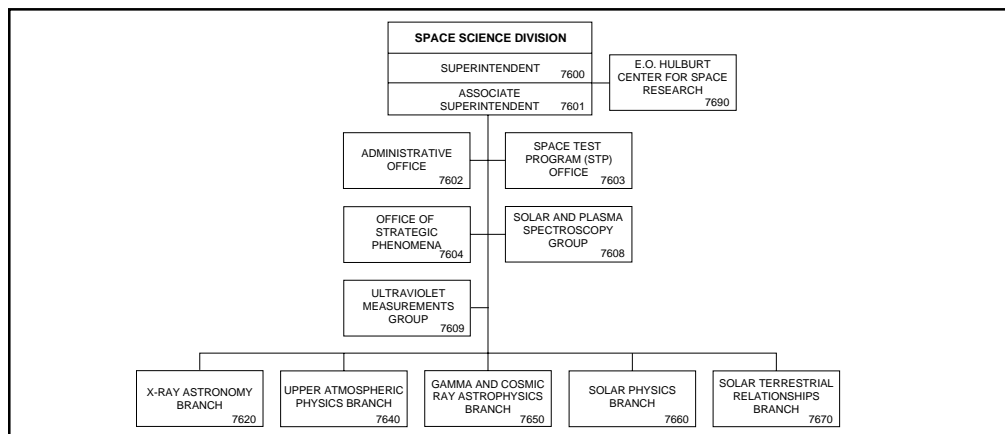 SPACE SCIENCE DIVISION
SUPERINTENDENT
7600
ASSOCIATE
SUPERINTENDENT
7601
E.O. HULBURT
CENTER FOR SPACE
RESEARCH
7690
ADMINISTRATIVE
OFFICE
7602
SPACE TEST
PROGRAM (STP)
OFFICE
7603
OFFICE OF
STRATEGIC
PHENOMENA
7604
SOLAR AND PLASMA
SPECTROSCOPY
GROUP
7608
ULTRAVIOLET
MEASUREMENTS
GROUP
7609
X-RAY ASTRONOMY
BRANCH
7620
UPPER ATMOSPHERIC
PHYSICS BRANCH
7640
GAMMA AND COSMIC
RAY ASTROPHYSICS
BRANCH
7650
SOLAR PHYSICS
BRANCH
7660
SOLAR TERRESTRIAL
RELATIONSHIPS
BRANCH
7670